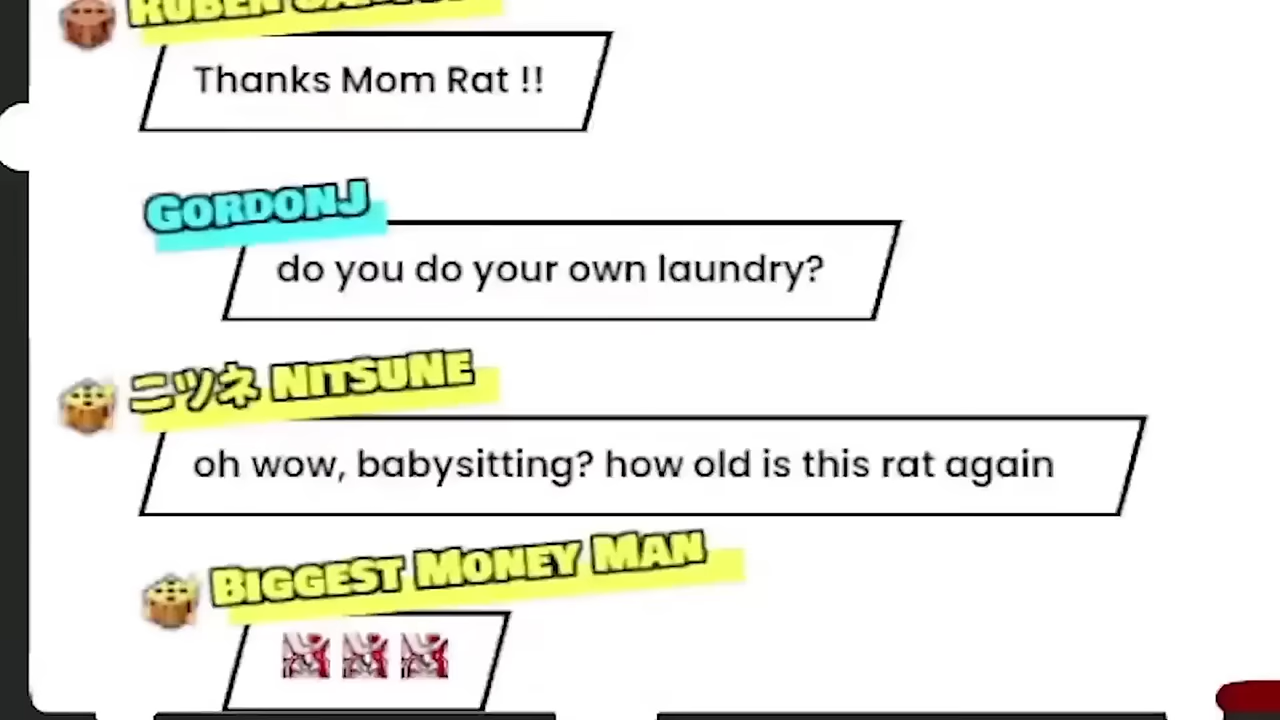 RUBEN
Thanks Mom Rat !!
GORDONJ
do you do your own laundry?
ニツネ NITSUNE
oh wow, babysitting? how old is this rat again
BIGGEST MONEY MAN